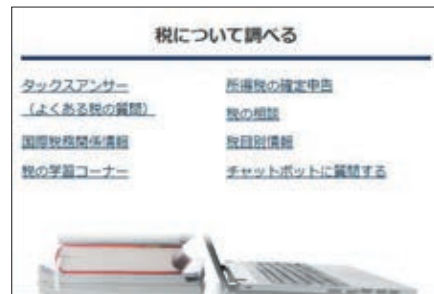 税について調べる
タックスアンサー
（よくある税の質問）
国際税務関係情報
税の学習コーナー
所得税の確定申告
税の相談
税目別情報
チャットボットに質問する